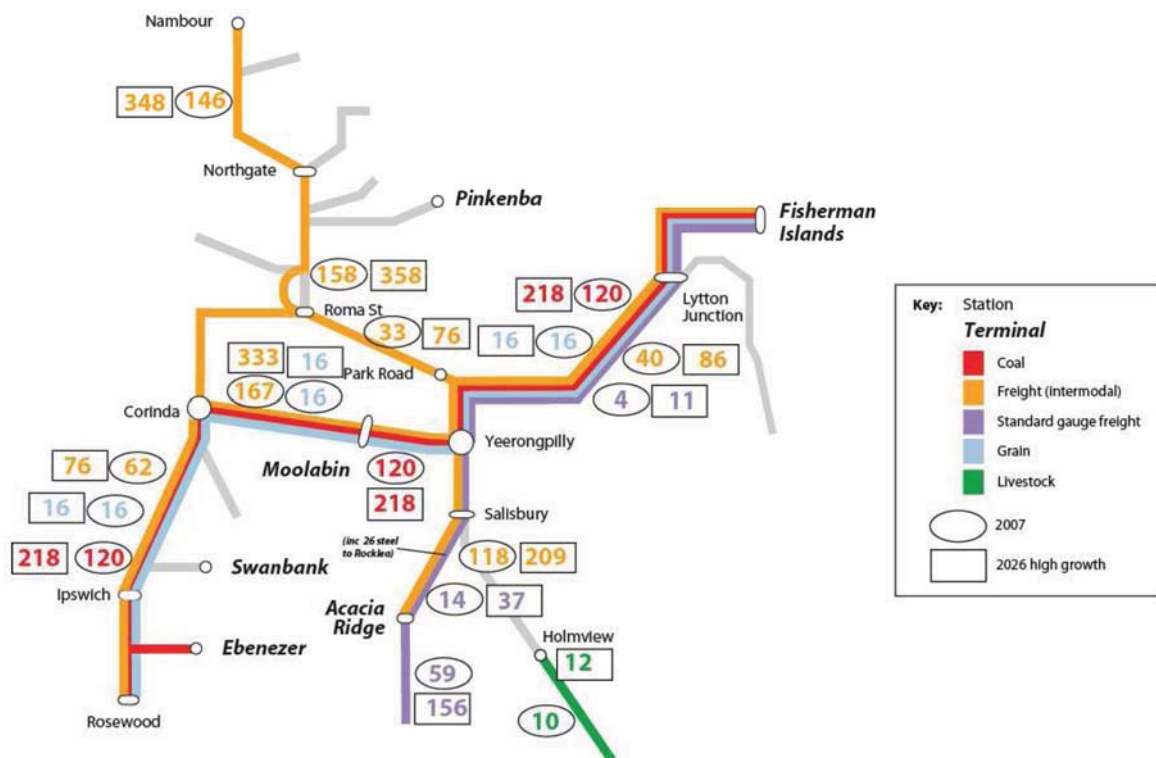 Nambour
348 146
Northgate
Pinkenba
Fisherman
Islands
158 358
Roma St
218 120
Lytton
Junction
33 76
16 16
333 16
Park Road
40 86
167 16
4 11
Corinda
Yeerongpilly
76 62
Moolabin
120
16 16
218
Salisbury
(inc 26 steel
to Rocklea)
118 209
218 120
Swanbank
Ipswich
14 37
Acacia
Ridge
Ebenezer
Holmview
12
59
156
10
Rosewood
Key: Station
Terminal
Coal
Freight (intermodal)
Standard gauge freight
Grain
Livestock
2007
2026 high growth